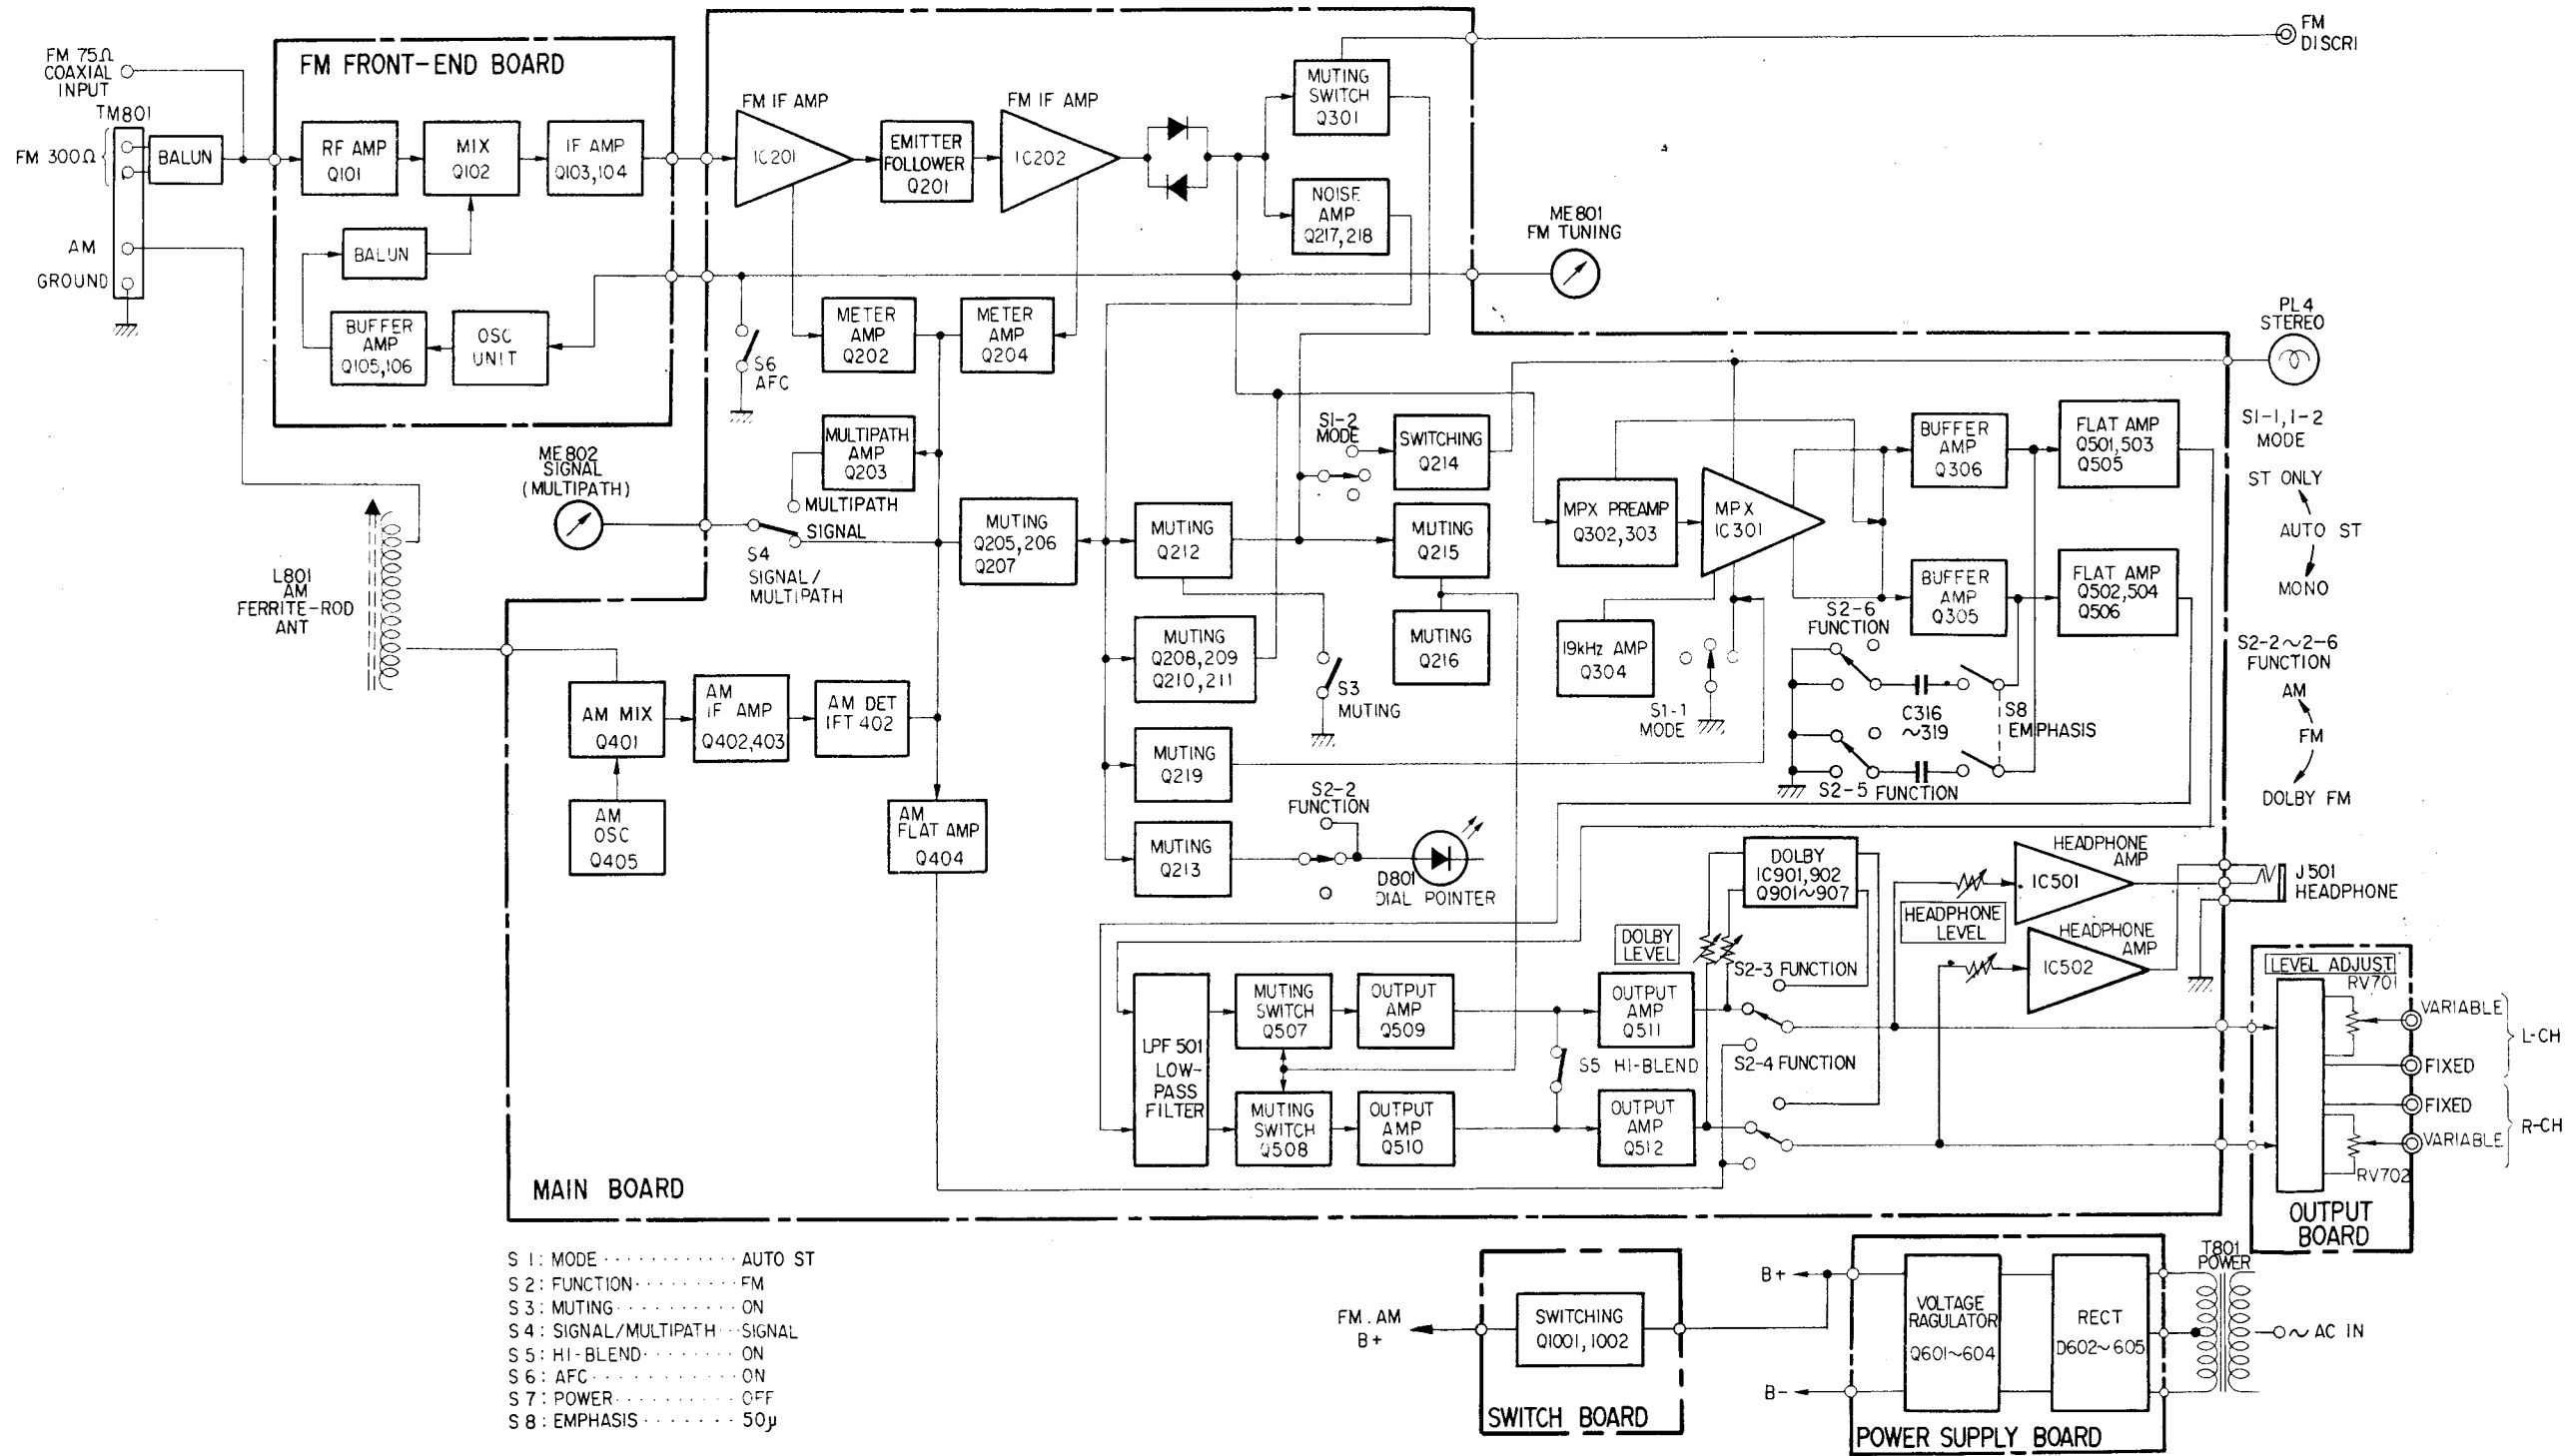 FM 75Ω
COAXIAL
INPUT
TM801
FM 300Ω
BALUN
AM
GROUND
FM FRONT-END BOARD
RF AMP
Q101
MIX
Q102
IF AMP
Q103,104
BALUN
BUFFER
AMP
Q105,106
OSC
UNIT
FM IF AMP
IC201
EMITTER
FOLLOWER
Q201
FM IF AMP
IC202
MUTING
SWITCH
Q301
NOISE
AMP
Q217,218
FM
DISCRI
ME801
FM TUNING
PL4
STEREO
S6
AFC
METER
AMP
Q202
METER
AMP
Q204
MULTIPATH
AMP
Q203
ME802
SIGNAL
(MULTIPATH)
MULTIPATH
SIGNAL
S4
SIGNAL/
MULTIPATH
L801
AM
FERRITE-ROD
ANT
MUTING
Q205,206
Q207
MUTING
Q212
MUTING
Q208,209
Q210,211
MUTING
Q219
MUTING
Q213
S1-2
MODE
SWITCHING
Q214
MUTING
Q215
MUTING
Q216
S3
MUTING
S2-2
FUNCTION
D801
DIAL POINTER
MPX PREAMP
Q302,303
MPX
IC301
19kHz AMP
Q304
S1-1
MODE
BUFFER
AMP
Q306
BUFFER
AMP
Q305
FLAT AMP
Q501,503
Q505
FLAT AMP
Q502,504
Q506
S2-6
FUNCTION
C316
~319
S8
EMPHASIS
S2-5 FUNCTION
S1-1,1-2
MODE
ST ONLY
AUTO ST
MONO
S2-2~2-6
FUNCTION
AM
FM
DOLBY FM
AM MIX
Q401
AM
IF AMP
Q402,403
AM DET
IFT 402
AM
OSC
Q405
AM
FLAT AMP
Q404
DOLBY
IC901,902
Q901~907
DOLBY
LEVEL
HEADPHONE
AMP
IC501
HEADPHONE
LEVEL
HEADPHONE
AMP
IC502
J501
HEADPHONE
LPF 501
LOW-
PASS
FILTER
MUTING
SWITCH
Q507
MUTING
SWITCH
Q508
OUTPUT
AMP
Q509
OUTPUT
AMP
Q510
S5 HI-BLEND
OUTPUT
AMP
Q511
OUTPUT
AMP
Q512
S2-3 FUNCTION
S2-4 FUNCTION
LEVEL ADJUST
RV701
VARIABLE
L-CH
FIXED
FIXED
R-CH
VARIABLE
RV702
OUTPUT
BOARD
MAIN BOARD
S 1: MODE ············ AUTO ST
S 2: FUNCTION ········· FM
S 3: MUTING ·········· ON
S 4: SIGNAL/MULTIPATH ··· SIGNAL
S 5: HI-BLEND ········ ON
S 6: AFC ············ ON
S 7: POWER ·········· OFF
S 8: EMPHASIS ······· 50μ
FM.AM
B+
SWITCHING
Q1001,1002
SWITCH BOARD
B+
B-
VOLTAGE
RAGULATOR
Q601~604
RECT
D602~605
T801
POWER
~ AC IN
POWER SUPPLY BOARD